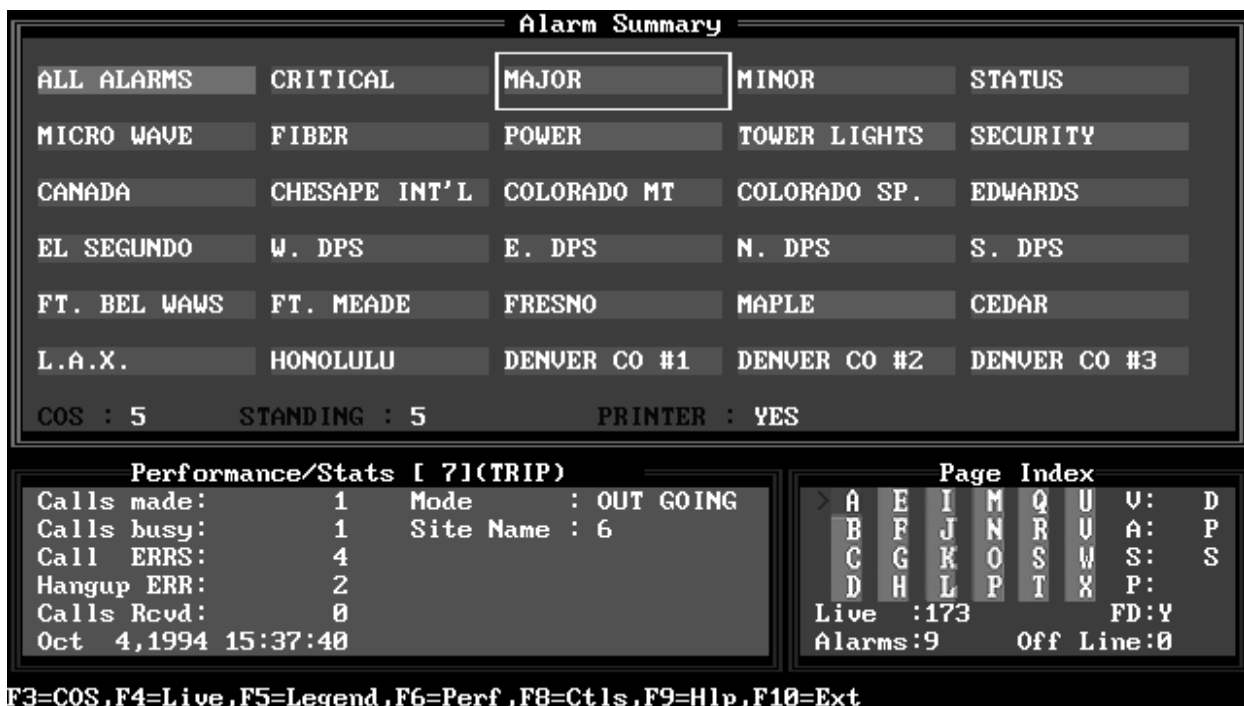 Alarm Summary
ALL ALARMS CRITICAL MAJOR MINOR STATUS
MICRO WAVE FIBER POWER TOWER LIGHTS SECURITY
CANADA CHESAPE INT'L COLORADO MT COLORADO SP. EDWARDS
EL SEGUNDO W. DPS E. DPS N. DPS S. DPS
FT. BEL WAWS FT. MEADE FRESNO MAPLE CEDAR
L.A.X. HONOLULU DENVER CO #1 DENVER CO #2 DENVER CO #3
COS : 5 STANDING : 5 PRINTER : YES
Performance/Stats [ 7](TRIP)
Calls made: 1 Mode : OUT GOING
Calls busy: 1 Site Name : 6
Call ERRS: 4
Hangup ERR: 2
Calls Rcvd: 0
Oct 4,1994 15:37:40
Page Index
> A E I M Q U V: D
B F J N R V A: P
C G K O S W S: S
D H L P T X P:
Live :173 FD:Y
Alarms:9 Off Line:0
F3=COS,F4=Live,F5=Legend,F6=Perf,F8=Ctls,F9=Hlp,F10=Ext